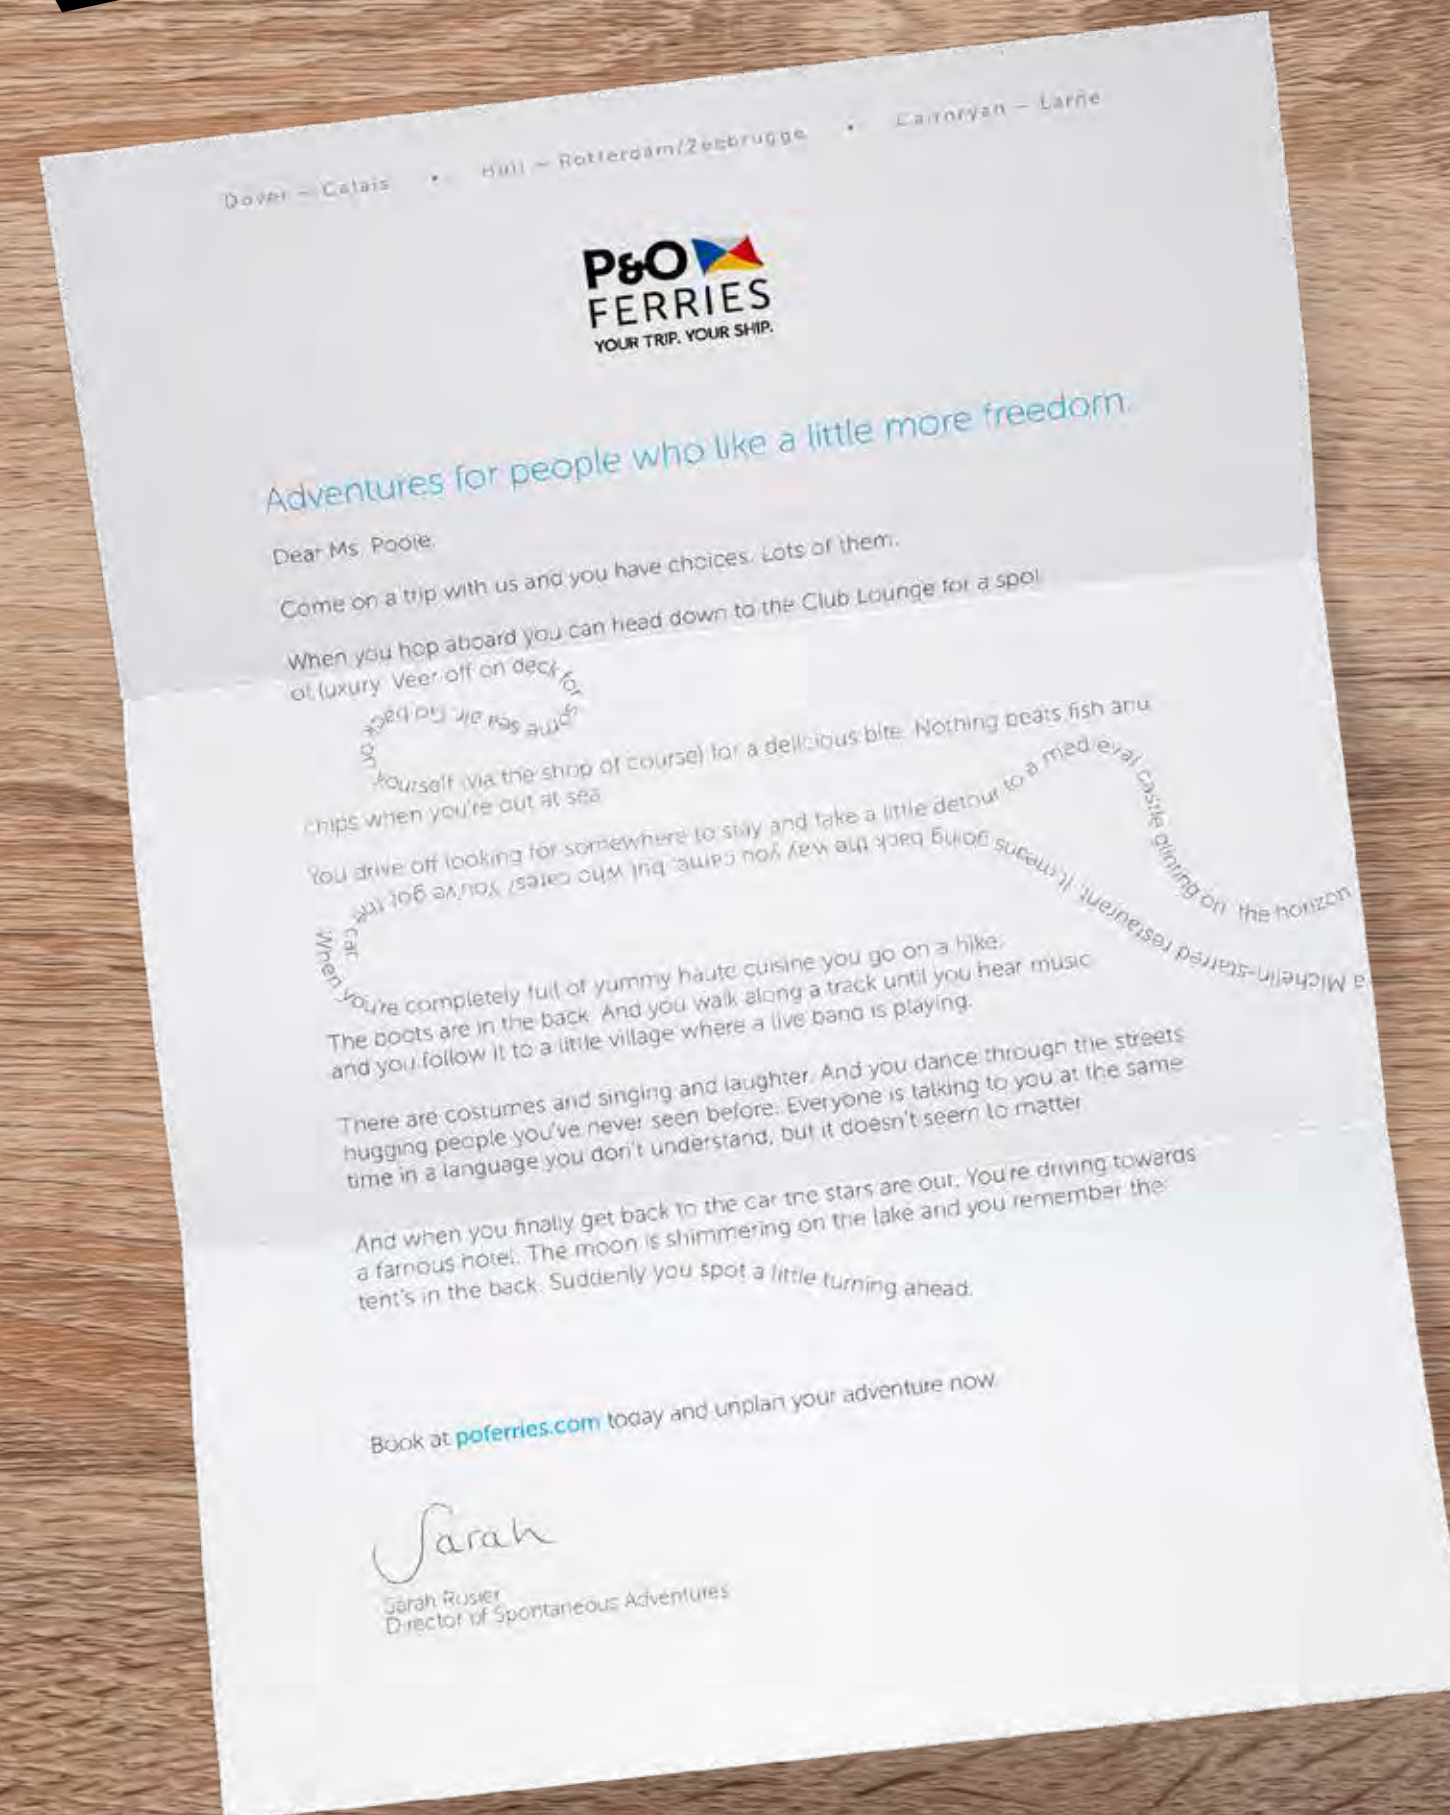 Dover – Calais • Hull – Rotterdam/Zeebrugge • Cairnryan – Larne
P&O
FERRIES
YOUR TRIP. YOUR SHIP.
Adventures for people who like a little more freedom.
Dear Ms. Poole,
Come on a trip with us and you have choices. Lots of them.
When you hop aboard you can head down to the Club Lounge for a spot
of luxury. Veer off on deck for
some sea air. Go back on
yourself (via the shop of course) for a delicious bite. Nothing beats fish and
chips when you're out at sea.
You drive off looking for somewhere to stay and take a little detour to a medieval castle glinting on the horizon
a Michelin-starred restaurant. It means going back the way you came, but who cares? You've got the car.
When you're completely full of yummy haute cuisine you go on a hike.
The boots are in the back. And you walk along a track until you hear music
and you follow it to a little village where a live band is playing.
There are costumes and singing and laughter. And you dance through the streets
hugging people you've never seen before. Everyone is talking to you at the same
time in a language you don't understand, but it doesn't seem to matter.
And when you finally get back to the car the stars are out. You're driving towards
a famous hotel. The moon is shimmering on the lake and you remember the
tent's in the back. Suddenly you spot a little turning ahead.
Book at poferries.com today and unplan your adventure now.
Sarah
Sarah Rosier
Director of Spontaneous Adventures